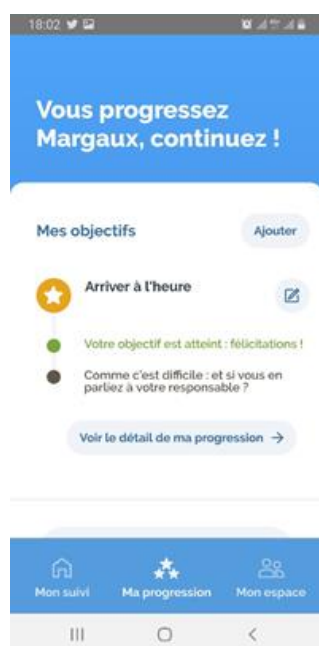 18:02
Vous progressez
Margaux, continuez !
Mes objectifs
Ajouter
Arriver à l'heure
Votre objectif est atteint : félicitations !
Comme c'est difficile : et si vous en
parliez à votre responsable ?
Voir le détail de ma progression →
Mon suivi
Ma progression
Mon espace